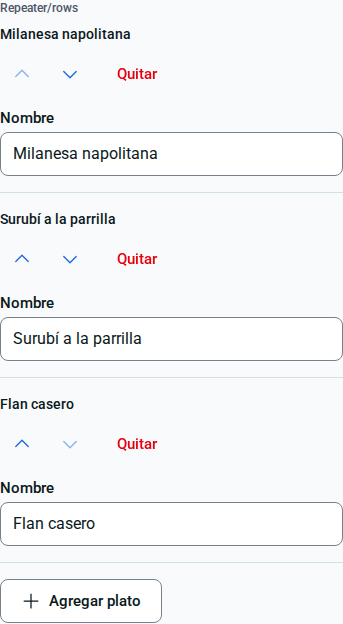 Repeater/rows
Milanesa napolitana
Quitar
Nombre
Milanesa napolitana
Surubí a la parrilla
Quitar
Nombre
Surubí a la parrilla
Flan casero
Quitar
Nombre
Flan casero
Agregar plato